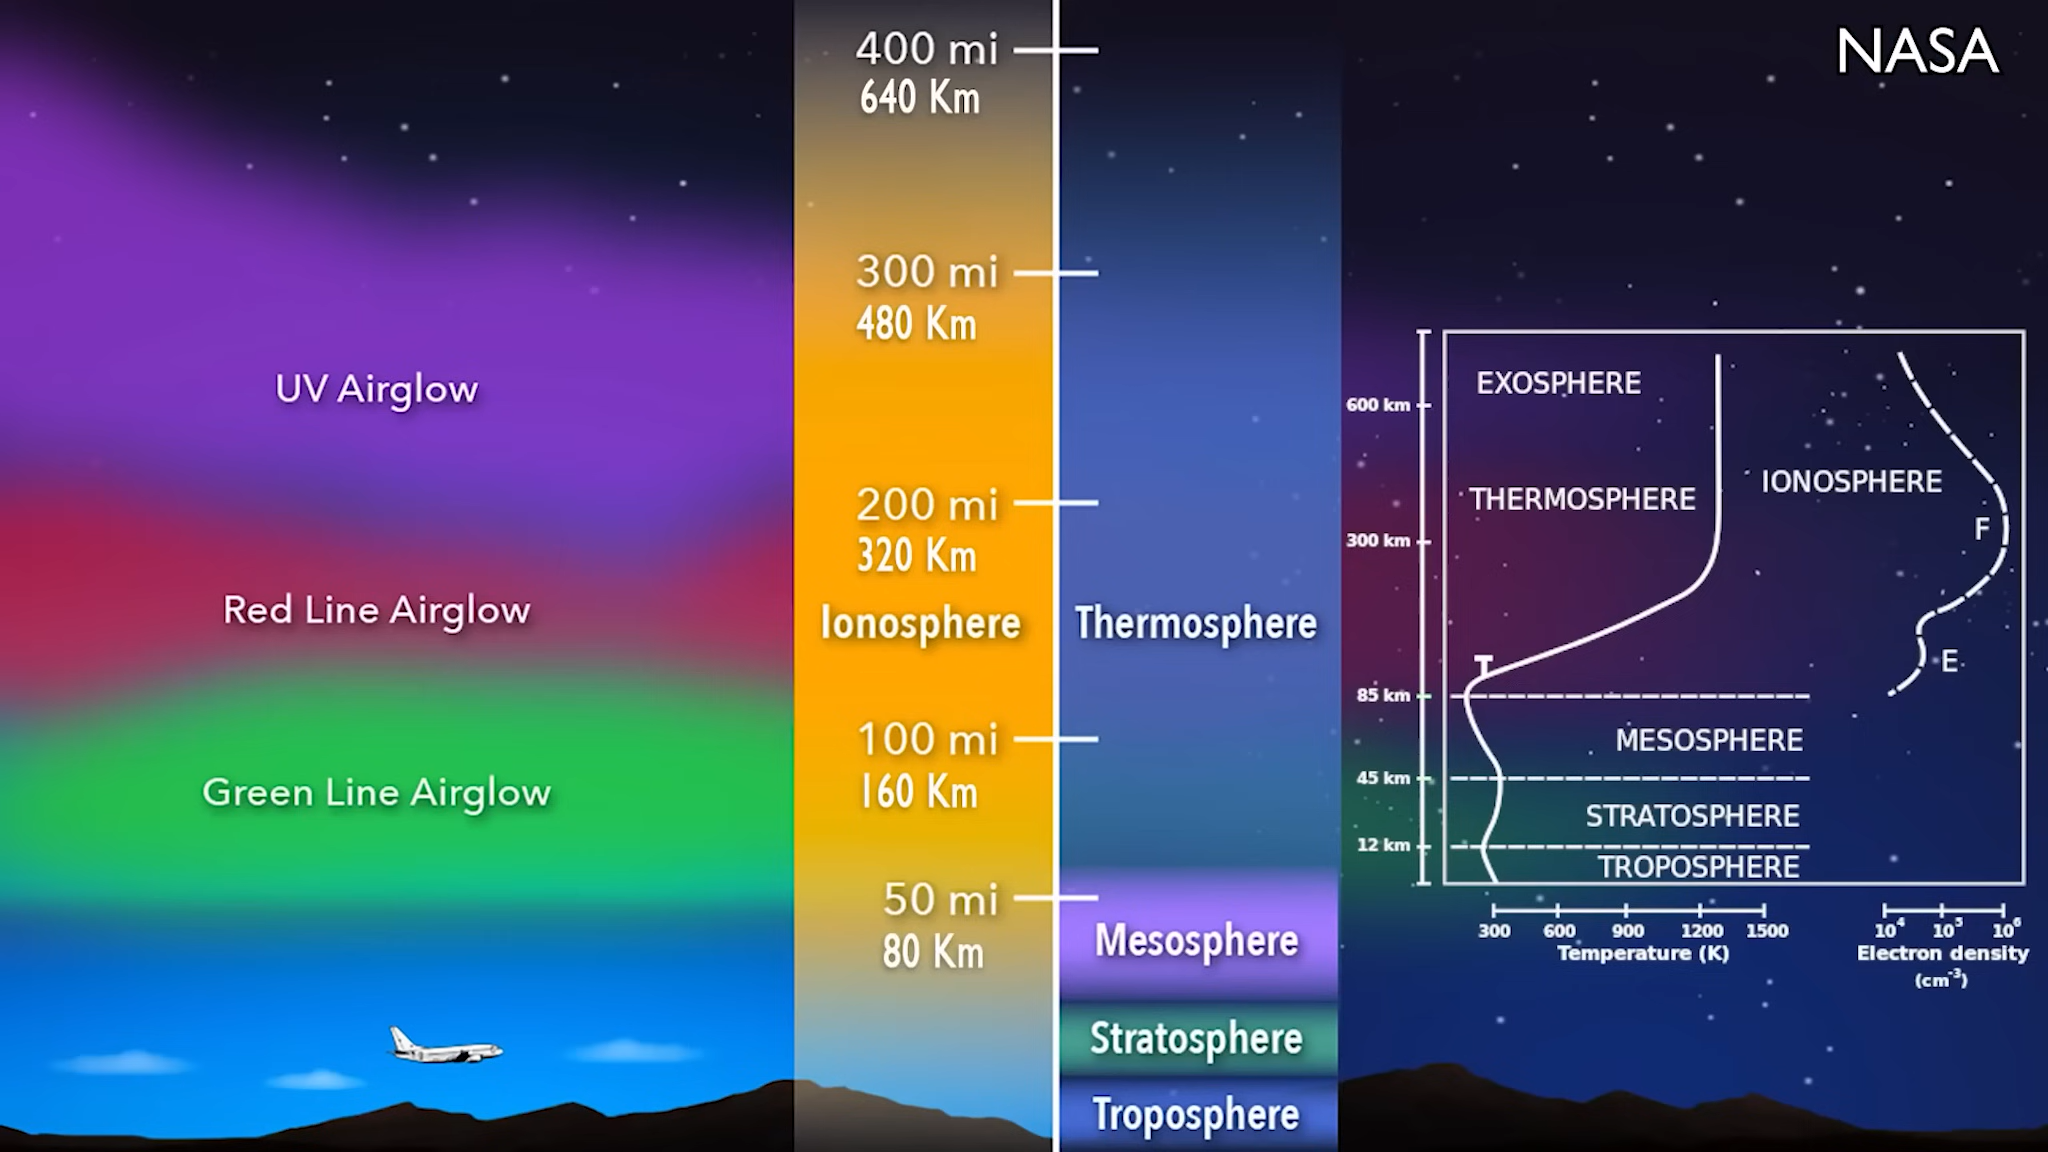 NASA
400 mi
640 Km
300 mi
480 Km
UV Airglow
200 mi
320 Km
Red Line Airglow
Ionosphere
Thermosphere
100 mi
160 Km
Green Line Airglow
50 mi
80 Km
Mesosphere
Stratosphere
Troposphere
EXOSPHERE
600 km
IONOSPHERE
THERMOSPHERE
F
300 km
T
E
85 km
MESOSPHERE
45 km
STRATOSPHERE
12 km
TROPOSPHERE
300 600 900 1200 1500
Temperature (K)
10⁴ 10⁵ 10⁶
Electron density
(cm⁻³)